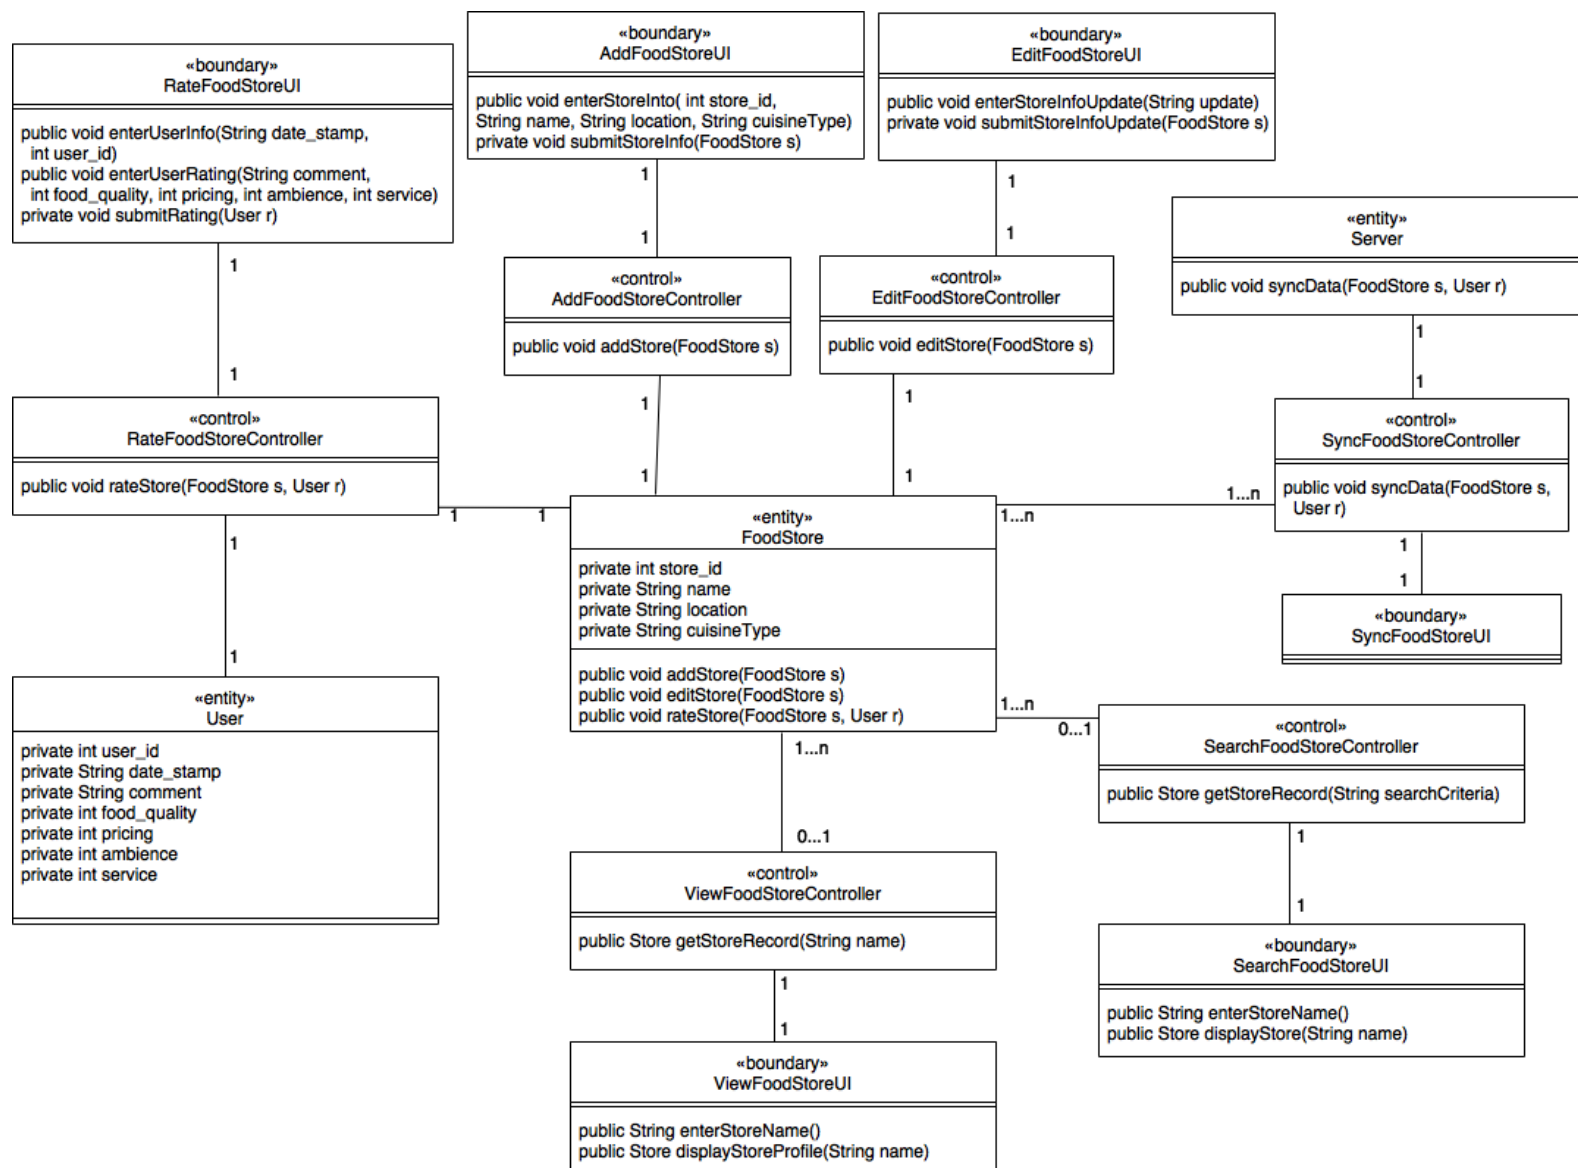 «boundary»
RateFoodStoreUI
public void enterUserInfo(String date_stamp,
int user_id)
public void enterUserRating(String comment,
int food_quality, int pricing, int ambience, int service)
private void submitRating(User r)
1
1
«boundary»
AddFoodStoreUI
public void enterStoreInto( int store_id,
String name, String location, String cuisineType)
private void submitStoreInfo(FoodStore s)
1
1
«boundary»
EditFoodStoreUI
public void enterStoreInfoUpdate(String update)
private void submitStoreInfoUpdate(FoodStore s)
1
1
«entity»
Server
public void syncData(FoodStore s, User r)
1
1
«control»
AddFoodStoreController
public void addStore(FoodStore s)
1
1
«control»
EditFoodStoreController
public void editStore(FoodStore s)
1
1
«control»
RateFoodStoreController
public void rateStore(FoodStore s, User r)
1
1
1
1
«control»
SyncFoodStoreController
public void syncData(FoodStore s,
User r)
1...n
1...n
1
1
«boundary»
SyncFoodStoreUI
«entity»
FoodStore
private int store_id
private String name
private String location
private String cuisineType
public void addStore(FoodStore s)
public void editStore(FoodStore s)
public void rateStore(FoodStore s, User r)
1...n
0...1
1...n
0...1
«entity»
User
private int user_id
private String date_stamp
private String comment
private int food_quality
private int pricing
private int ambience
private int service
«control»
SearchFoodStoreController
public Store getStoreRecord(String searchCriteria)
1
1
«control»
ViewFoodStoreController
public Store getStoreRecord(String name)
1
1
«boundary»
SearchFoodStoreUI
public String enterStoreName()
public Store displayStore(String name)
«boundary»
ViewFoodStoreUI
public String enterStoreName()
public Store displayStoreProfile(String name)